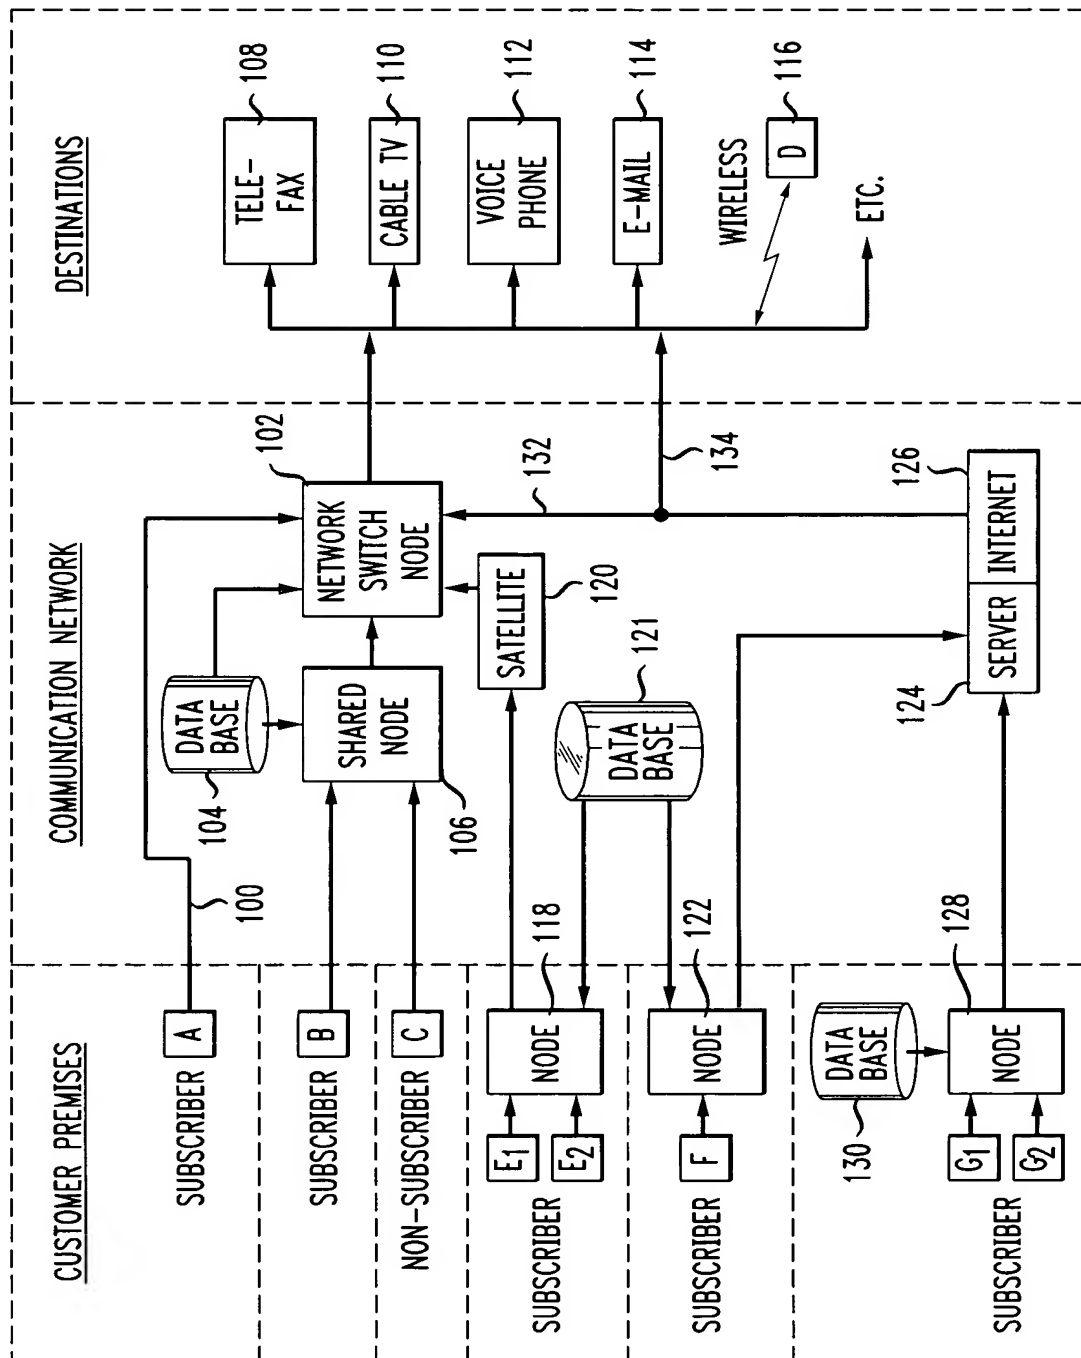 CUSTOMER PREMISES
SUBSCRIBER
A
SUBSCRIBER
B
NON-SUBSCRIBER
C
SUBSCRIBER
E1
E2
NODE
118
SUBSCRIBER
F
NODE
122
SUBSCRIBER
G1
G2
DATA
BASE
130
NODE
128
COMMUNICATION NETWORK
100
DATA
BASE
104
SHARED
NODE
106
NETWORK
SWITCH
NODE
102
SATELLITE
120
DATA
BASE
121
132
134
SERVER
124
INTERNET
126
DESTINATIONS
TELE-
FAX
108
CABLE TV
110
VOICE
PHONE
112
E-MAIL
114
WIRELESS
D
116
ETC.